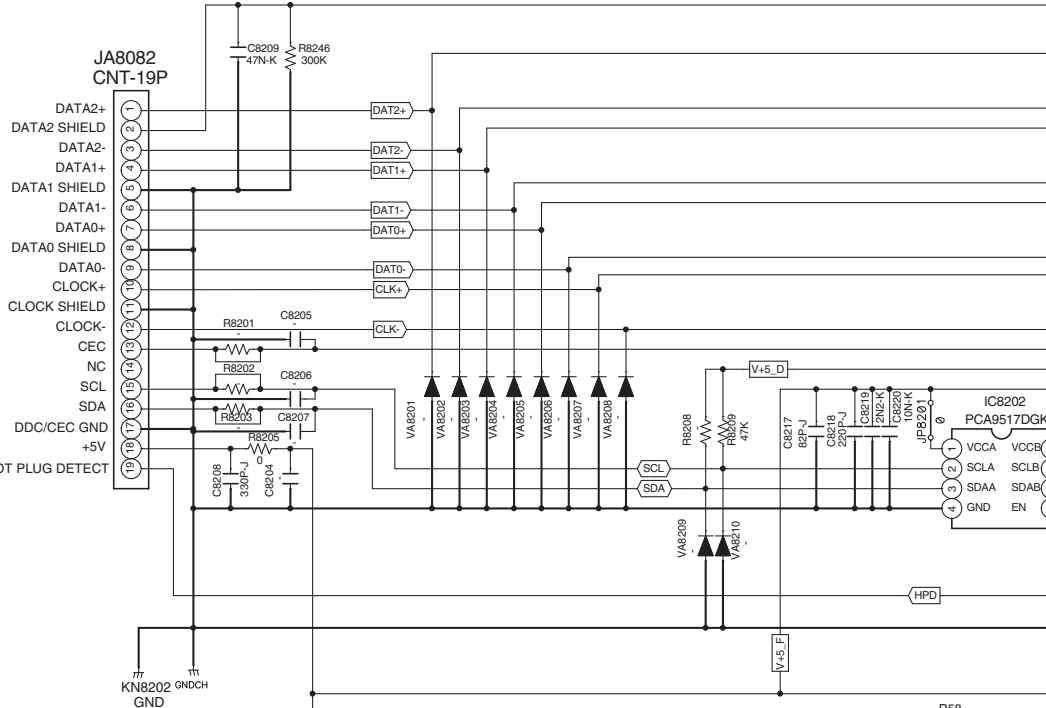 JA8082
CNT-19P
C8209
47N-K
R8246
300K
DATA2+
1
DAT2+
DATA2 SHIELD
2
DATA2-
3
DAT2-
DATA1+
4
DAT1+
DATA1 SHIELD
5
DATA1-
6
DAT1-
DATA0+
7
DAT0+
DATA0 SHIELD
8
DATA0-
9
DAT0-
CLOCK+
10
CLK+
CLOCK SHIELD
11
CLOCK-
12
CLK-
CEC
13
NC
14
SCL
15
SDA
16
DDC/CEC GND
17
+5V
18
OT PLUG DETECT
19
R8201
-
C8205
-
R8202
C8206
-
R8203
C8207
-
R8205
0
C8208
330P-J
C8204
-
VA8201
-
VA8202
-
VA8203
-
VA8204
-
VA8205
-
VA8206
-
VA8207
-
VA8208
-
V+5_D
R8208
-
R8209
47K
SCL
SDA
VA8209
-
VA8210
-
C8217
82P-J
C8218
220P-J
C8219
2N2-K
C8220
10N-K
JP8201
0
IC8202
PCA9517DGK
1
VCCA
VCCB
2
SCLA
SCLB
3
SDAA
SDAB
4
GND
EN
HPD
V+5_F
KN8202
GND
GNDCH